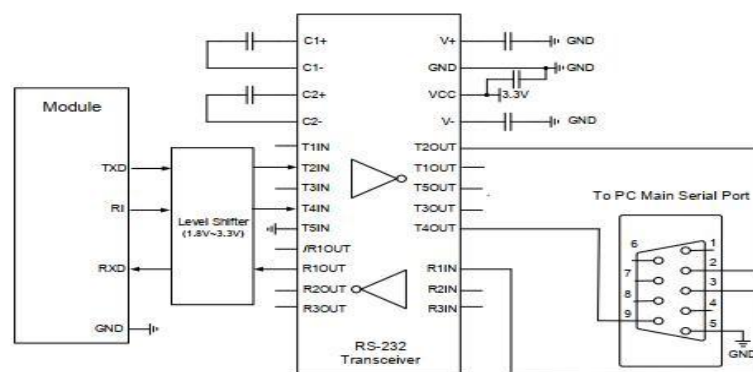 C1+
V+
GND
C1-
GND
GND
C2+
VCC
3.3V
C2-
V-
GND
Module
T1IN
T2OUT
TXD
T2IN
T1OUT
T3IN
T5OUT
To PC Main Serial Port
RI
Level Shifter
(1.8V~3.3V)
T4IN
T3OUT
T5IN
T4OUT
/R1OUT
RXD
R1OUT
R1IN
R2OUT
R2IN
R3OUT
R3IN
GND
RS-232
Transceiver
6
1
7
2
8
3
9
4
5
GND